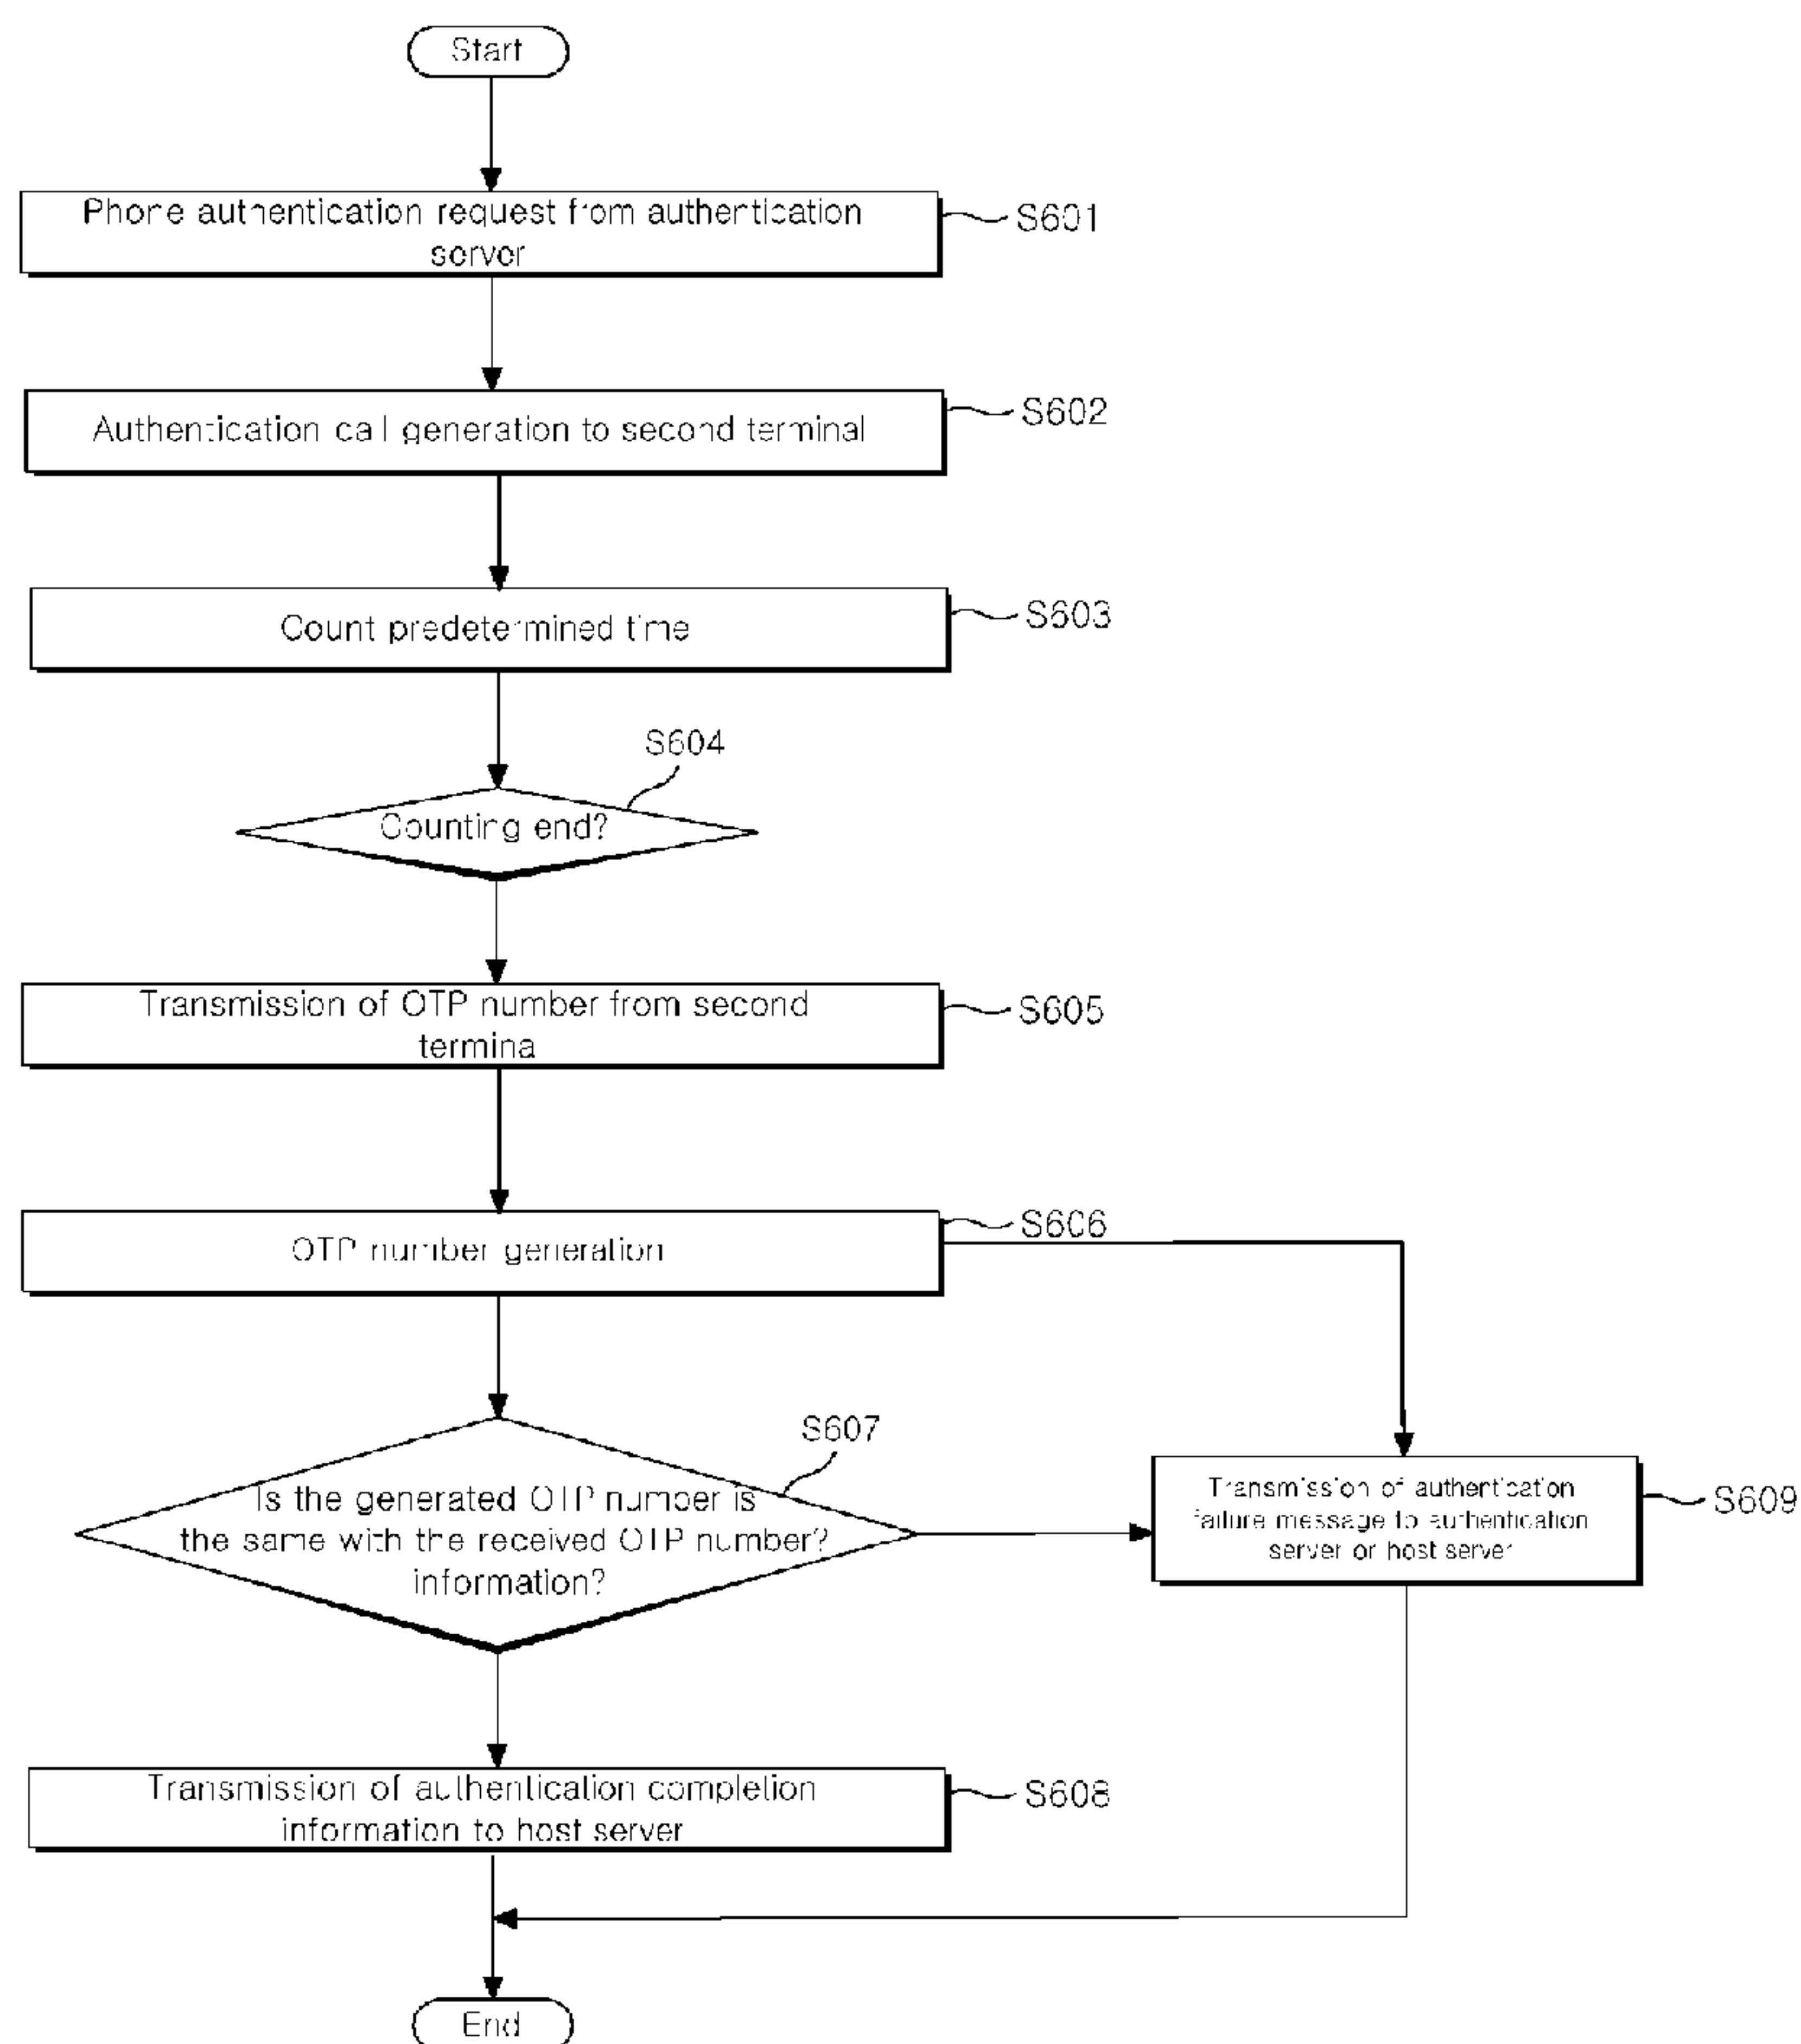 Start
Phone authentication request from authentication
server
S601
Authentication call generation to second terminal
S602
Count predetermined time
S603
S604
Counting end?
Transmission of OTP number from second
termina
S605
OTP number generation
S606
S607
Is the generated OTP number is
the same with the received OTP number?
information?
Transmission of authentication
failure message to authentication
server or host server
S609
Transmission of authentication completion
information to host server
S608
End